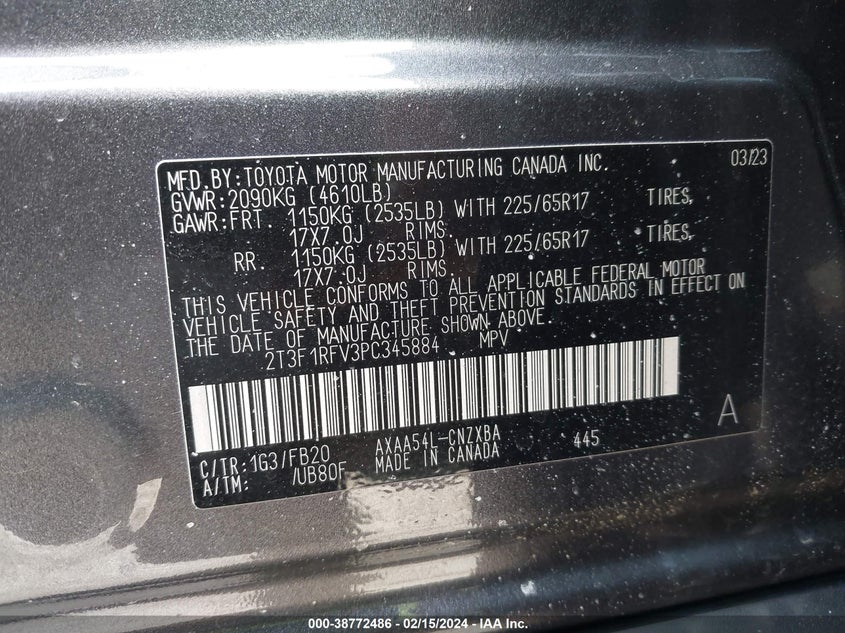 MFD.BY:TOYOTA MOTOR MANUFACTURING CANADA INC. 03/23
GVWR:2090KG (4610LB)
GAWR:FRT. 1150KG (2535LB) WITH 225/65R17 TIRES,
17X7.0J RIMS.
RR. 1150KG (2535LB) WITH 225/65R17 TIRES,
17X7.0J RIMS.
THIS VEHICLE CONFORMS TO ALL APPLICABLE FEDERAL MOTOR
VEHICLE SAFETY AND THEFT PREVENTION STANDARDS IN EFFECT ON
THE DATE OF MANUFACTURE SHOWN ABOVE.
2T3F1RFV3PC345884 MPV
A
C/TR:1G3/FB20 AXAA54L-CNZXBA 445
A/TM: /UB80F MADE IN CANADA
000-38772486 - 02/15/2024 - IAA Inc.